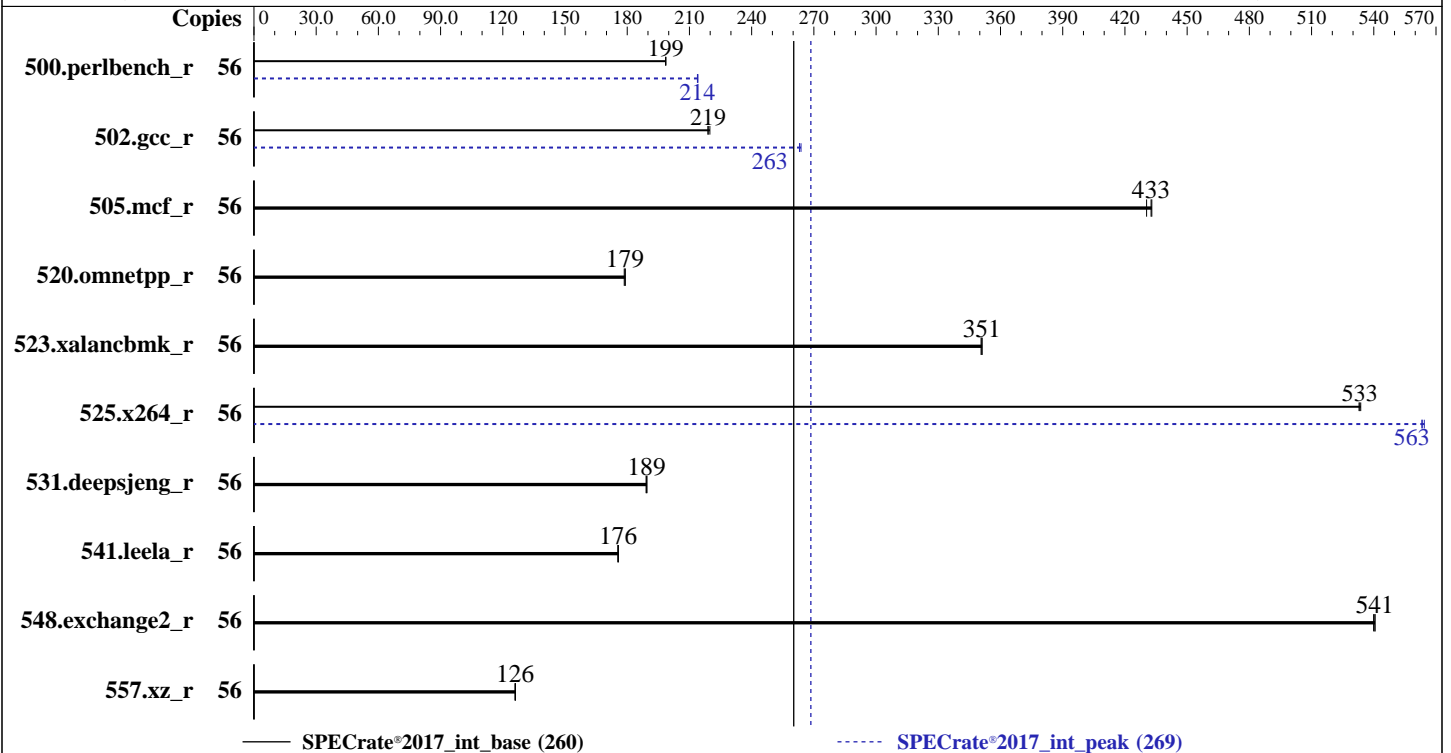 Copies 0 30.0 60.0 90.0 120 150 180 210 240 270 300 330 360 390 420 450 480 510 540 570
500.perlbench_r 56 199
214
502.gcc_r 56 219
263
505.mcf_r 56 433
520.omnetpp_r 56 179
523.xalancbmk_r 56 351
525.x264_r 56 533
563
531.deepsjeng_r 56 189
541.leela_r 56 176
548.exchange2_r 56 541
557.xz_r 56 126
SPECrate®2017_int_base (260) SPECrate®2017_int_peak (269)